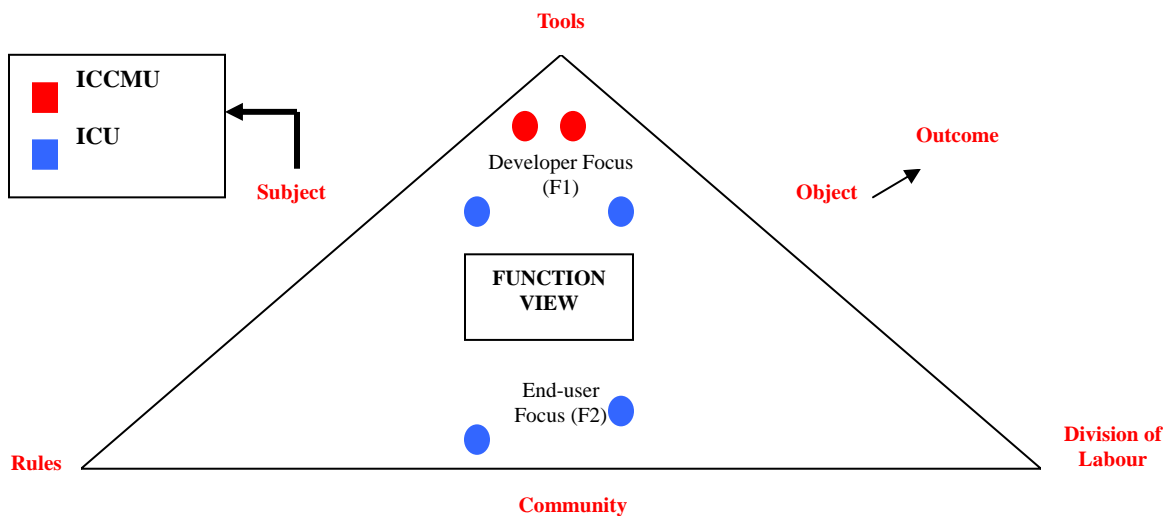 Tools
ICCMU
ICU
Outcome
Developer Focus
(F1)
Subject
Object
FUNCTION
VIEW
End-user
Focus (F2)
Division of
Labour
Rules
Community